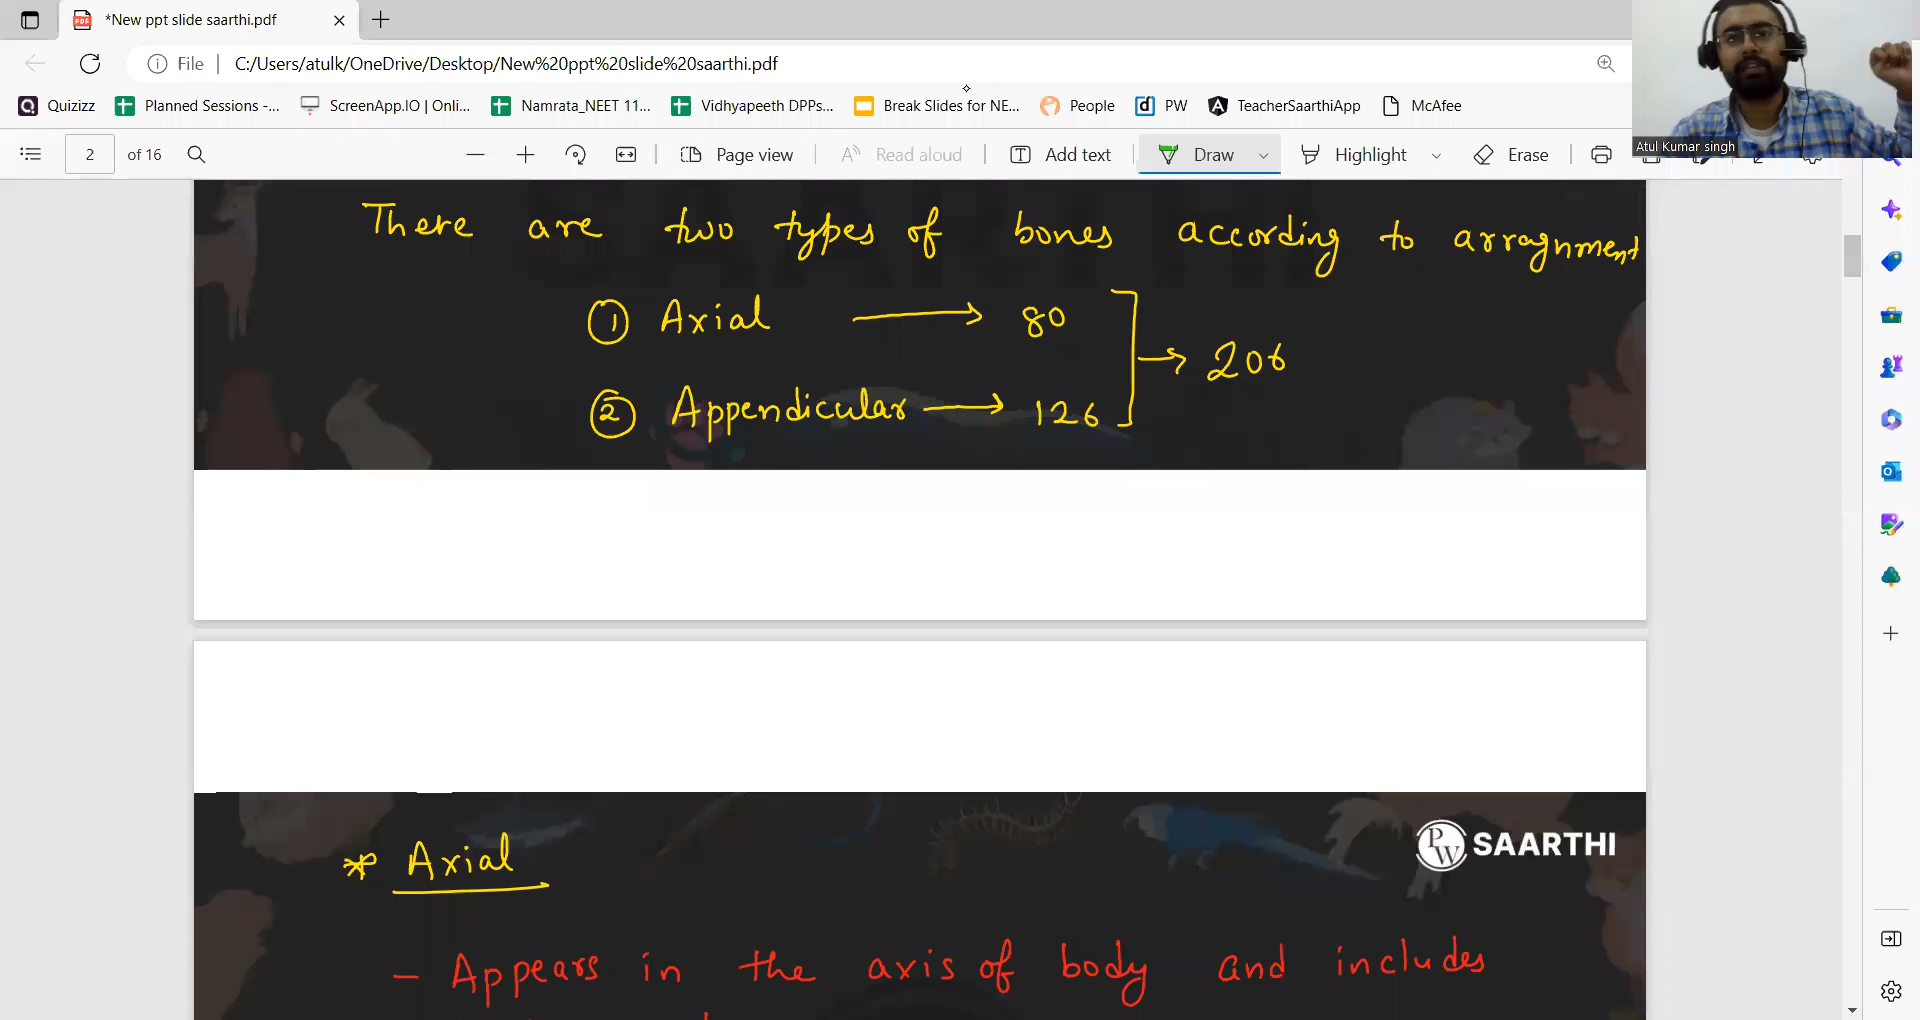 *New ppt slide saarthi.pdf
File | C:/Users/atulk/OneDrive/Desktop/New%20ppt%20slide%20saarthi.pdf
Quizizz Planned Sessions -... ScreenApp.IO | Onli... Namrata_NEET 11... Vidhyapeeth DPPs... Break Slides for NE... People PW TeacherSaarthiApp McAfee
Atul Kumar singh
2 of 16 Page view Read aloud Add text Draw Highlight Erase
There are two types of bones according to arragnment
① Axial → 80
→ 206
② Appendicular → 126
PW SAARTHI
* Axial
- Appears in the axis of body and includes